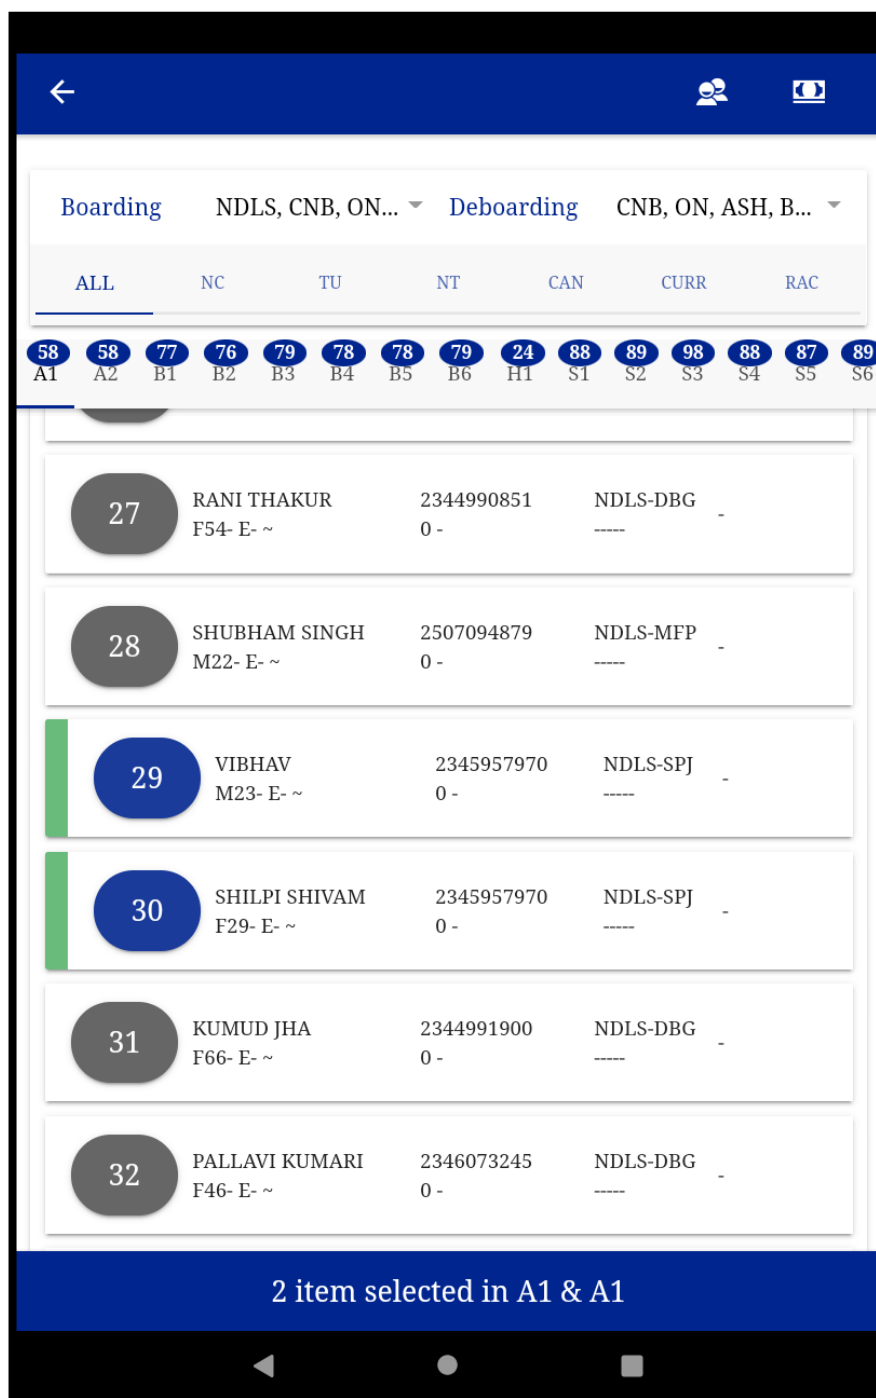 Boarding NDLS, CNB, ON... Deboarding CNB, ON, ASH, B...
ALL NC TU NT CAN CURR RAC
58 58 77 76 79 78 78 79 24 88 89 98 88 87 89
A1 A2 B1 B2 B3 B4 B5 B6 H1 S1 S2 S3 S4 S5 S6
27 RANI THAKUR 2344990851 NDLS-DBG -
F54- E- ~ 0 - -----
28 SHUBHAM SINGH 2507094879 NDLS-MFP -
M22- E- ~ 0 - -----
29 VIBHAV 2345957970 NDLS-SPJ -
M23- E- ~ 0 - -----
30 SHILPI SHIVAM 2345957970 NDLS-SPJ -
F29- E- ~ 0 - -----
31 KUMUD JHA 2344991900 NDLS-DBG -
F66- E- ~ 0 - -----
32 PALLAVI KUMARI 2346073245 NDLS-DBG -
F46- E- ~ 0 - -----
2 item selected in A1 & A1